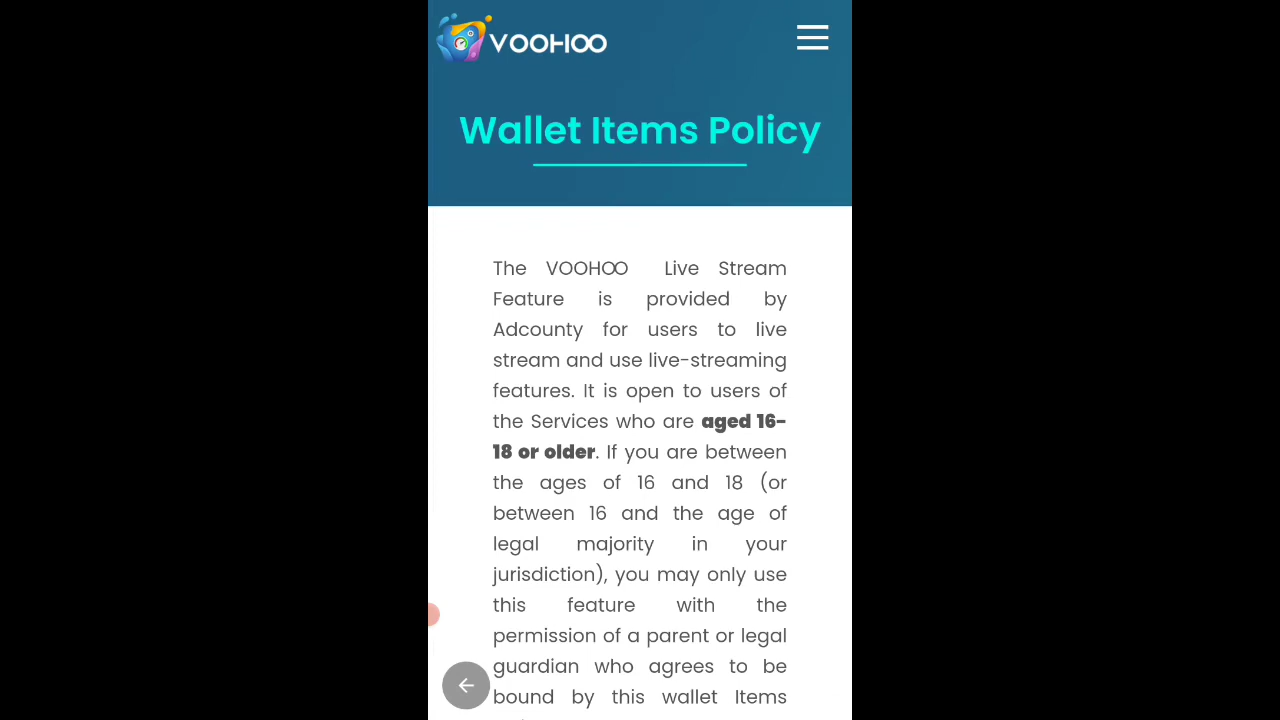 VOOHOO
Wallet Items Policy
The VOOHOO Live Stream
Feature is provided by
Adcounty for users to live
stream and use live-streaming
features. It is open to users of
the Services who are aged 16-
18 or older. If you are between
the ages of 16 and 18 (or
between 16 and the age of
legal majority in your
jurisdiction), you may only use
this feature with the
permission of a parent or legal
guardian who agrees to be
bound by this wallet Items